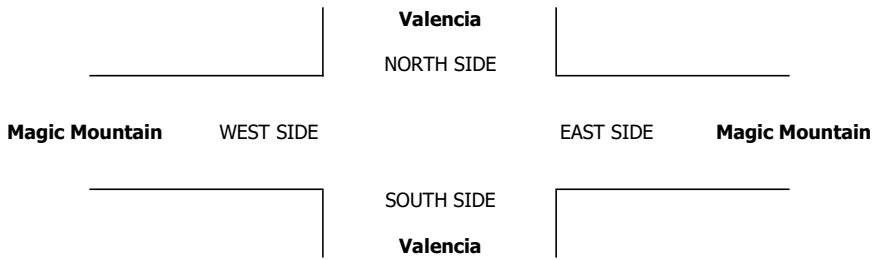 Valencia
NORTH SIDE
Magic Mountain WEST SIDE EAST SIDE Magic Mountain
SOUTH SIDE
Valencia